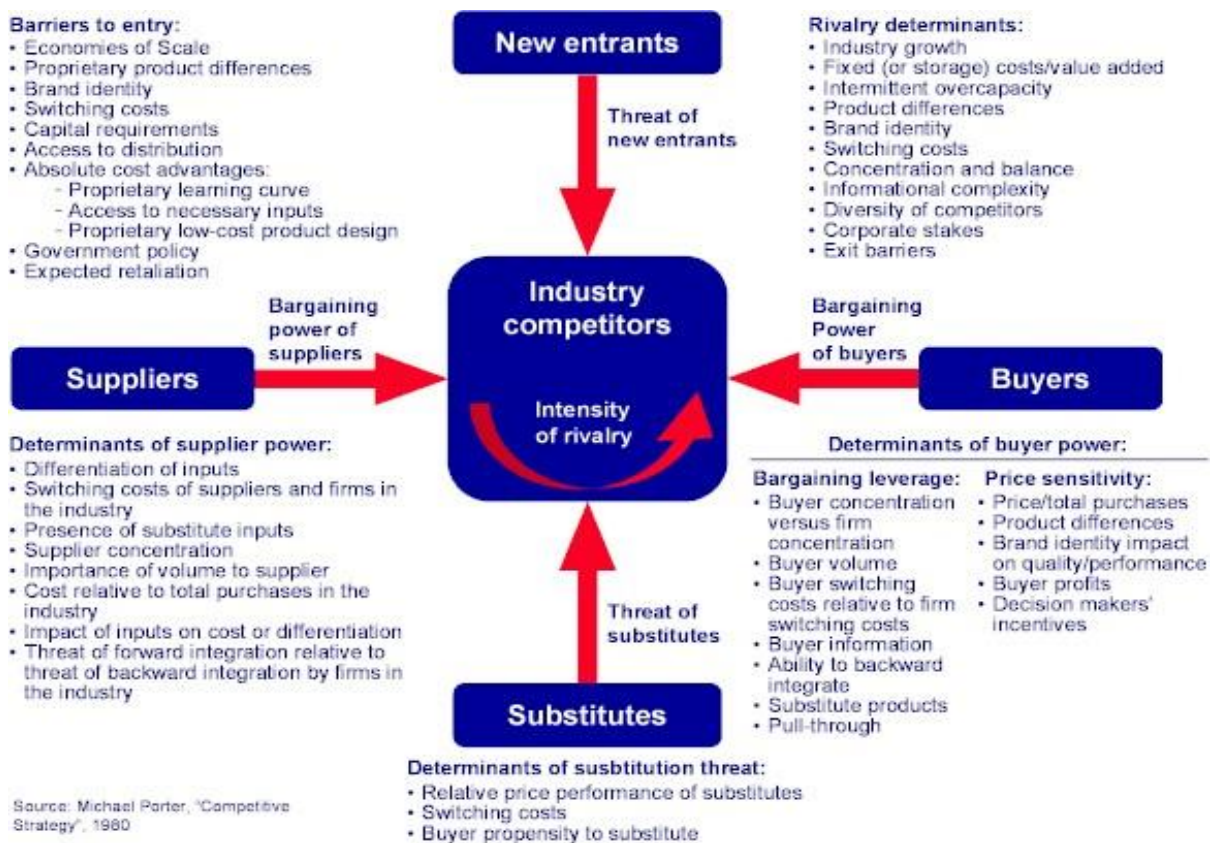 Barriers to entry:
• Economies of Scale
• Proprietary product differences
• Brand identity
• Switching costs
• Capital requirements
• Access to distribution
• Absolute cost advantages:
- Proprietary learning curve
- Access to necessary inputs
- Proprietary low-cost product design
• Government policy
• Expected retaliation
New entrants
Threat of
new entrants
Rivalry determinants:
• Industry growth
• Fixed (or storage) costs/value added
• Intermittent overcapacity
• Product differences
• Brand identity
• Switching costs
• Concentration and balance
• Informational complexity
• Diversity of competitors
• Corporate stakes
• Exit barriers
Suppliers
Bargaining
power of
suppliers
Industry
competitors
Intensity
of rivalry
Bargaining
Power
of buyers
Buyers
Determinants of supplier power:
• Differentiation of inputs
• Switching costs of suppliers and firms in
the industry
• Presence of substitute inputs
• Supplier concentration
• Importance of volume to supplier
• Cost relative to total purchases in the
industry
• Impact of inputs on cost or differentiation
• Threat of forward integration relative to
threat of backward integration by firms in
the industry
Threat of
substitutes
Substitutes
Determinants of buyer power:
Bargaining leverage:
• Buyer concentration
versus firm
concentration
• Buyer volume
• Buyer switching
costs relative to firm
switching costs
• Buyer information
• Ability to backward
integrate
• Substitute products
• Pull-through
Price sensitivity:
• Price/total purchases
• Product differences
• Brand identity impact
on quality/performance
• Buyer profits
• Decision makers'
incentives
Determinants of susbtitution threat:
• Relative price performance of substitutes
• Switching costs
• Buyer propensity to substitute
Source: Michael Porter, "Competitive
Strategy", 1980